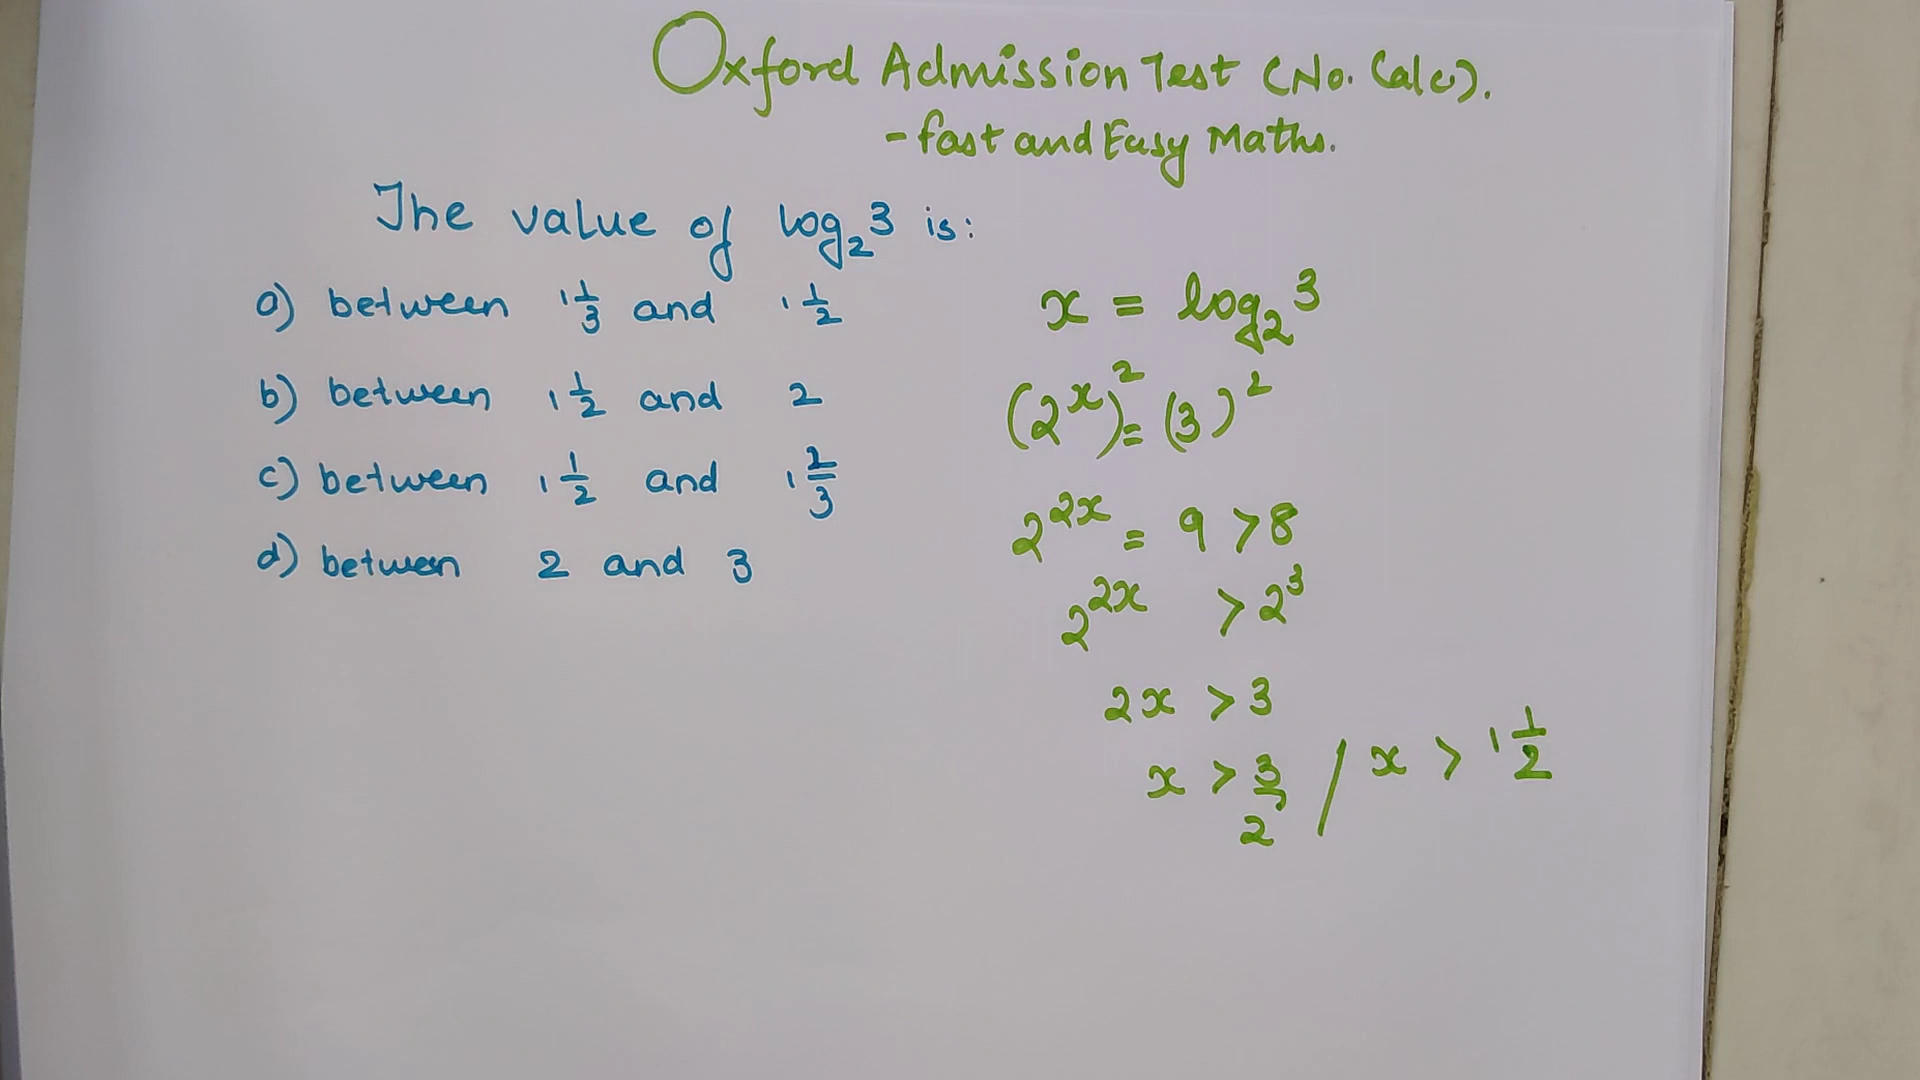 Oxford Admission Test (No. Calc).
- fast and Easy Maths.
The value of log₂3 is:
a) between 1 1/3 and 1 1/2
b) between 1 1/2 and 2
c) between 1 1/2 and 1 2/3
d) between 2 and 3
x = log₂3
(2^x)^2 = (3)^2
2^2x = 9 > 8
2^2x > 2^3
2x > 3
x > 3/2 / x > 1 1/2